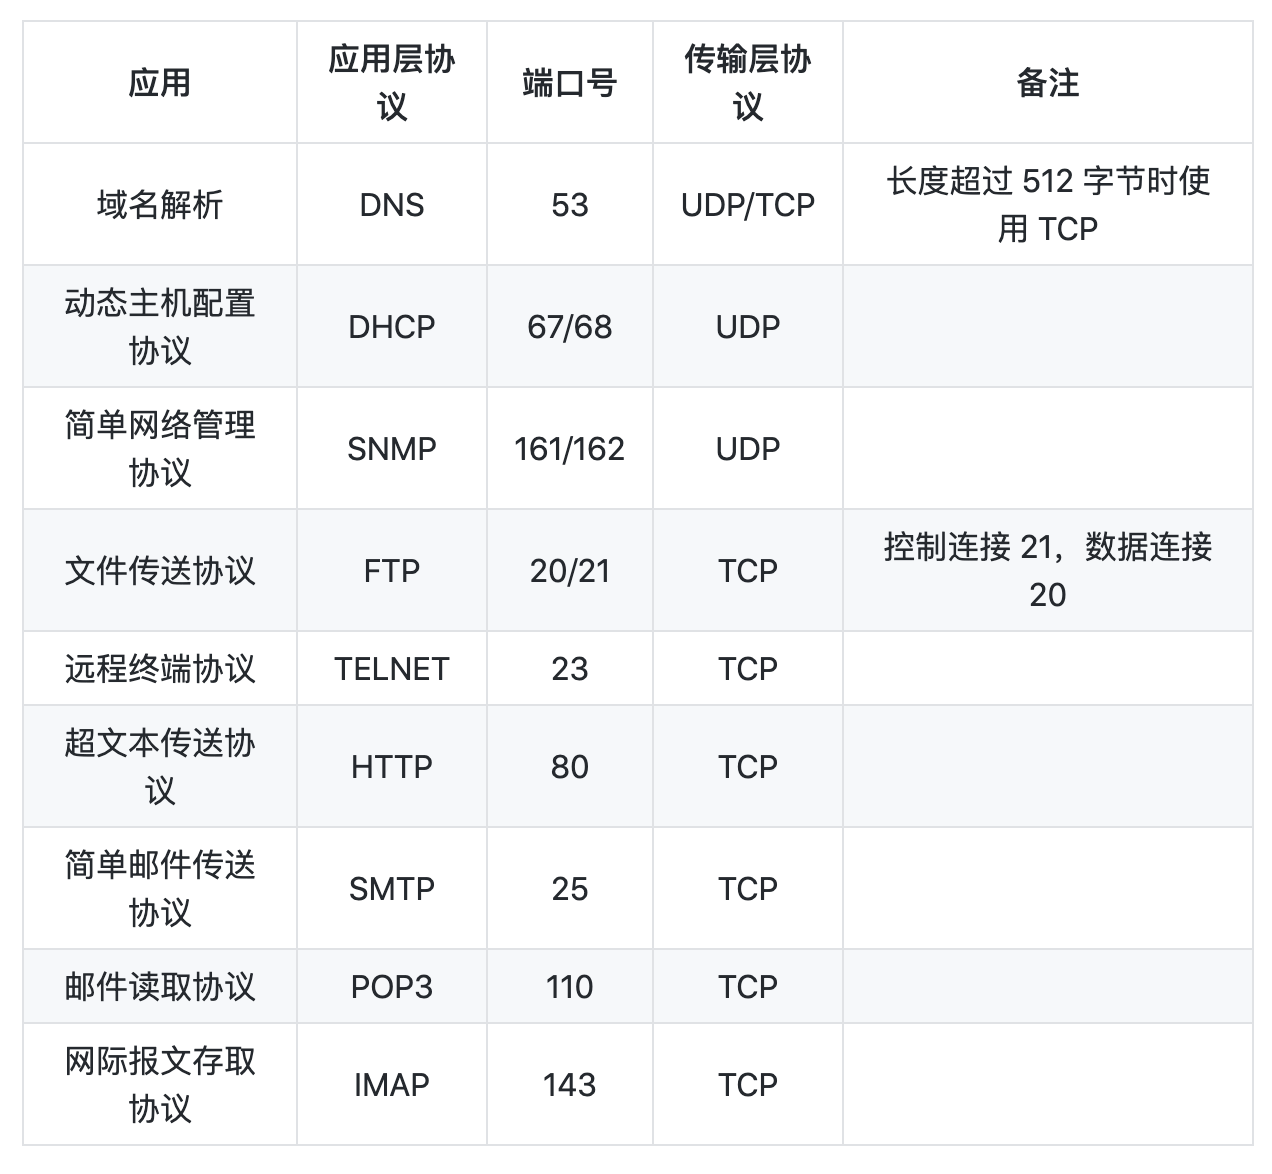 应用
应用层协
议
端口号
传输层协
议
备注
域名解析
DNS
53
UDP/TCP
长度超过 512 字节时使
用 TCP
动态主机配置
协议
DHCP
67/68
UDP
简单网络管理
协议
SNMP
161/162
UDP
文件传送协议
FTP
20/21
TCP
控制连接 21，数据连接
20
远程终端协议
TELNET
23
TCP
超文本传送协
议
HTTP
80
TCP
简单邮件传送
协议
SMTP
25
TCP
邮件读取协议
POP3
110
TCP
网际报文存取
协议
IMAP
143
TCP